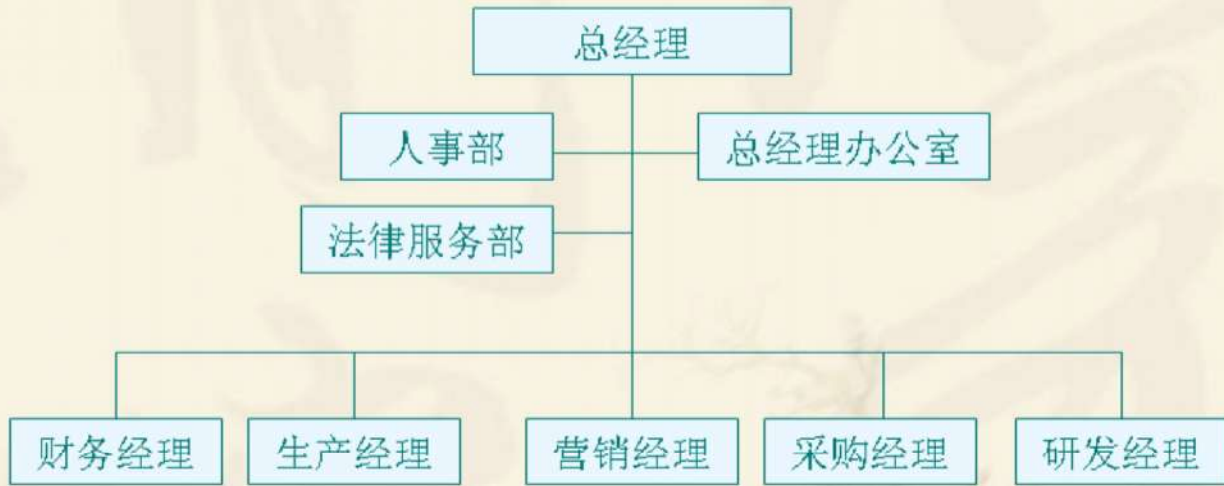 总经理
人事部
总经理办公室
法律服务部
财务经理
生产经理
营销经理
采购经理
研发经理